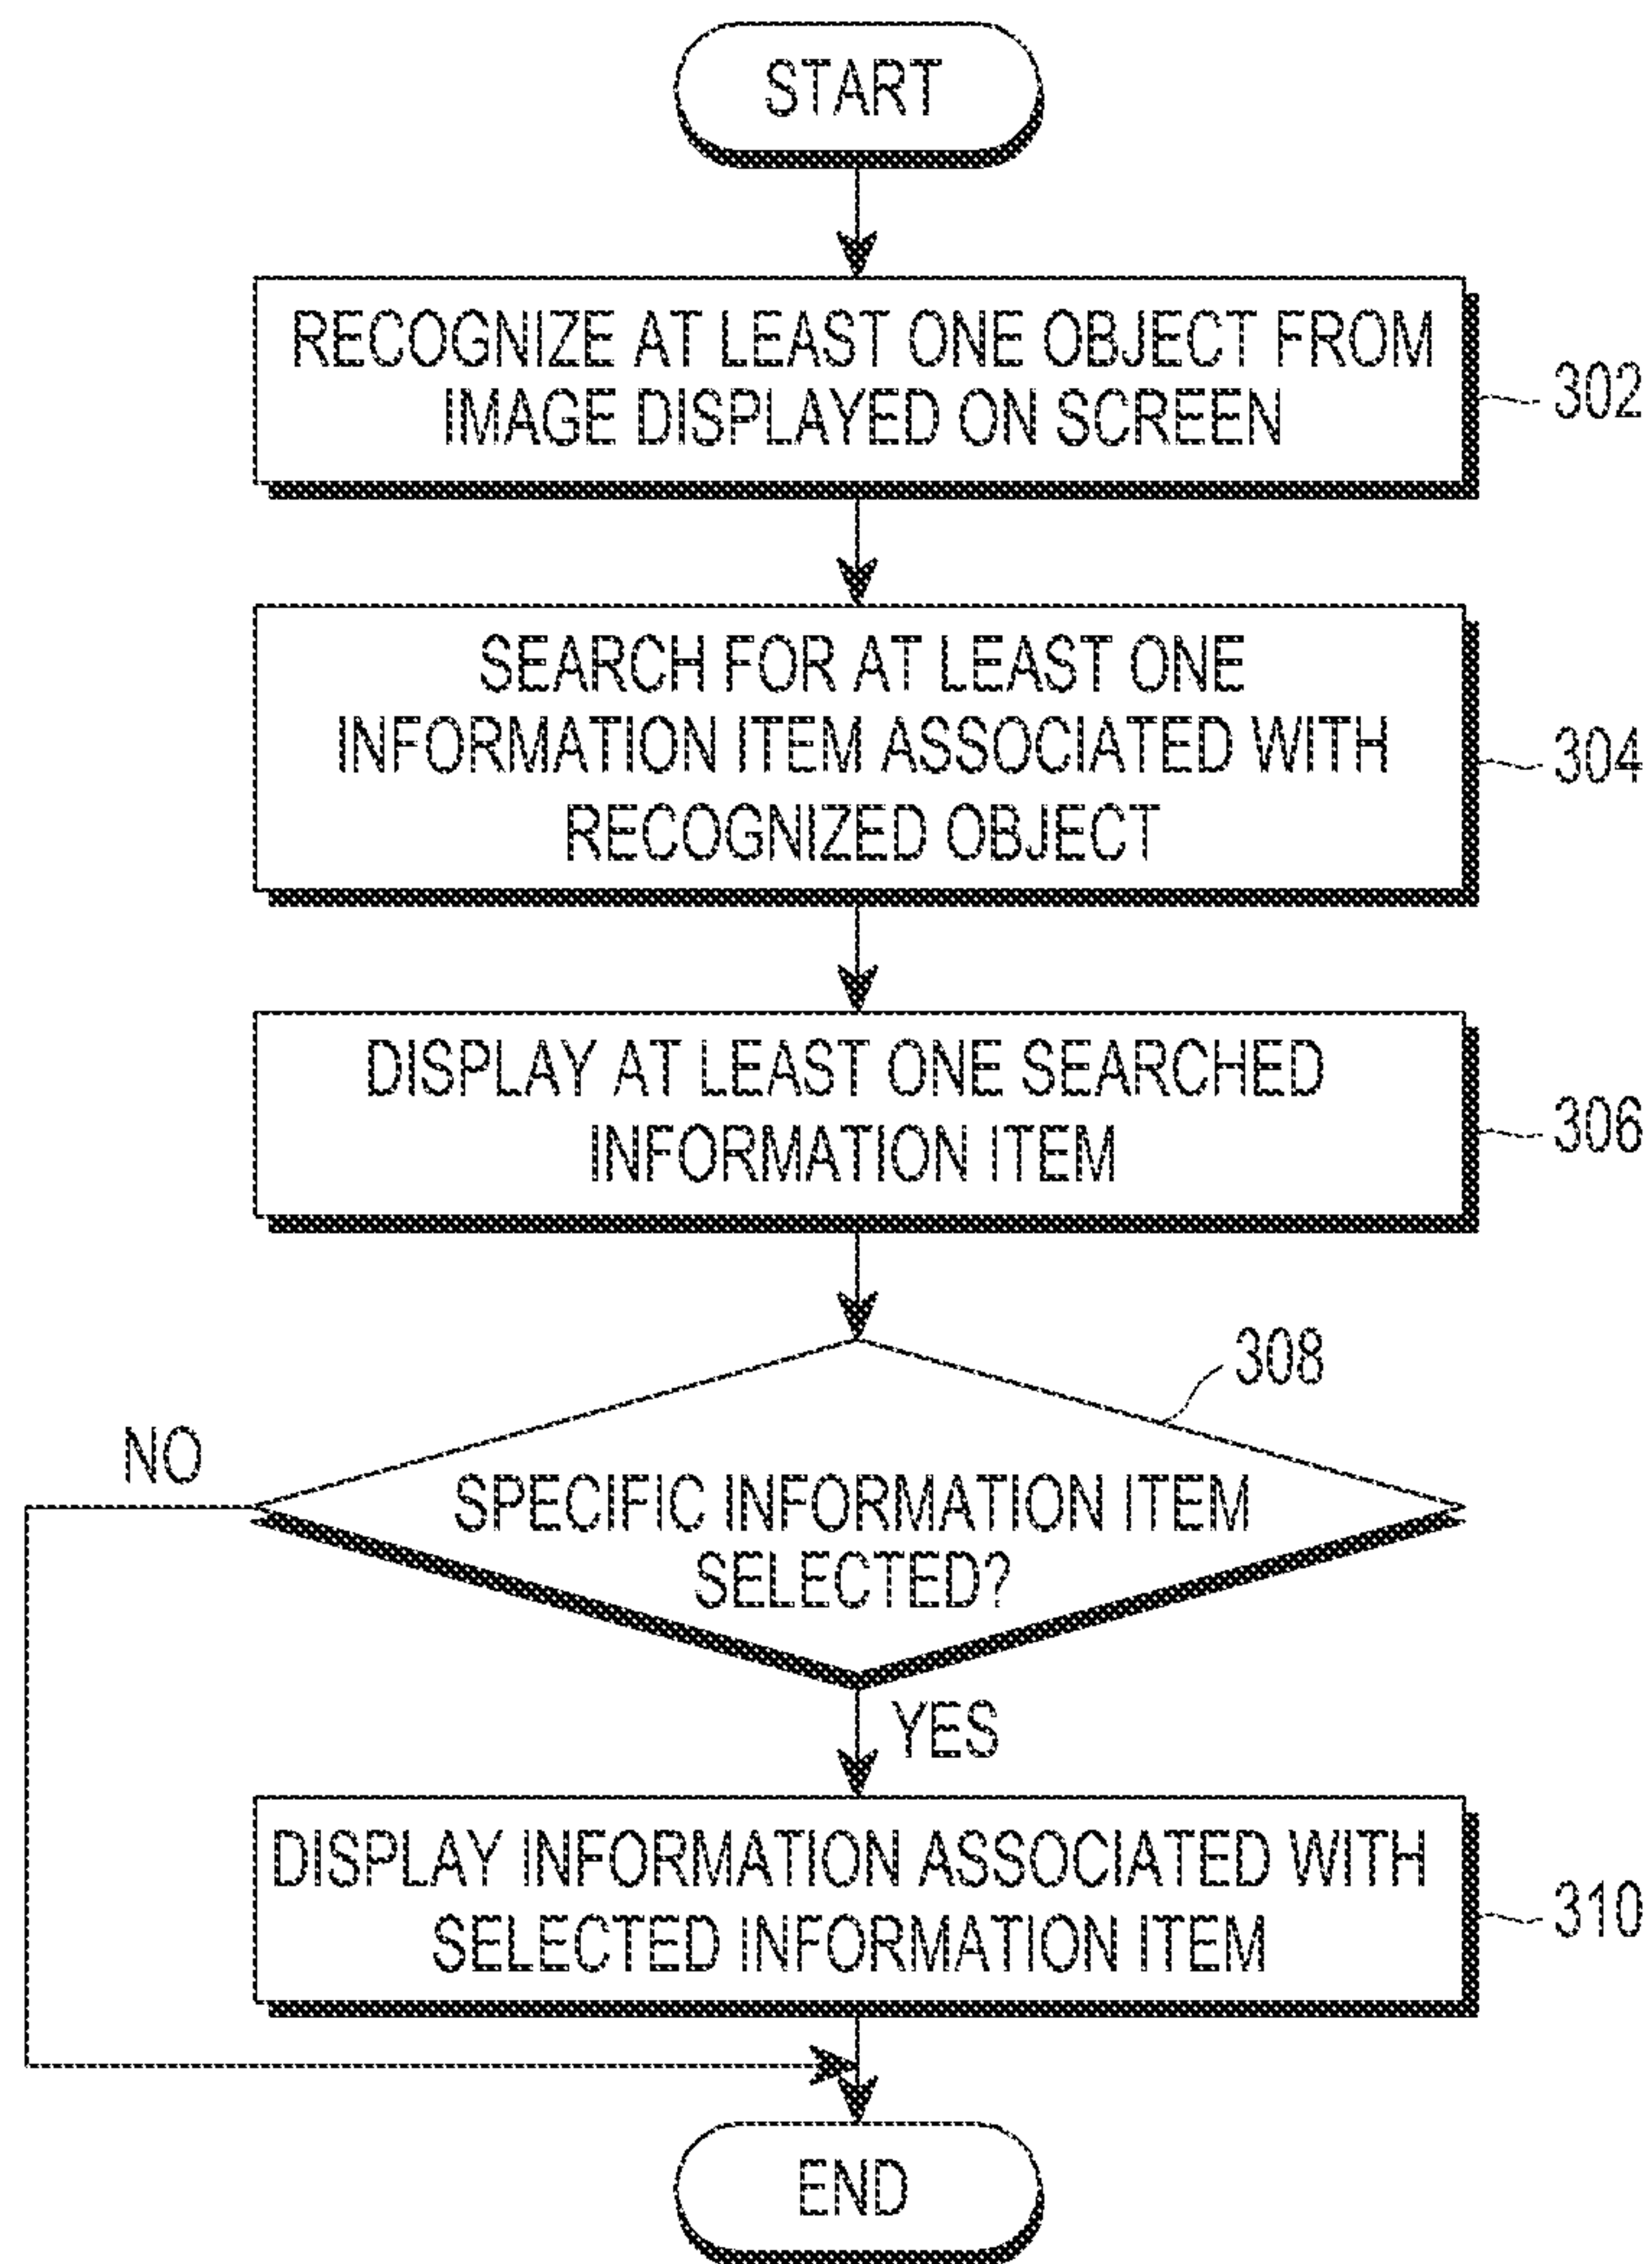 START
RECOGNIZE AT LEAST ONE OBJECT FROM
IMAGE DISPLAYED ON SCREEN
302
SEARCH FOR AT LEAST ONE
INFORMATION ITEM ASSOCIATED WITH
RECOGNIZED OBJECT
304
DISPLAY AT LEAST ONE SEARCHED
INFORMATION ITEM
306
308
NO
SPECIFIC INFORMATION ITEM
SELECTED?
YES
DISPLAY INFORMATION ASSOCIATED WITH
SELECTED INFORMATION ITEM
310
END